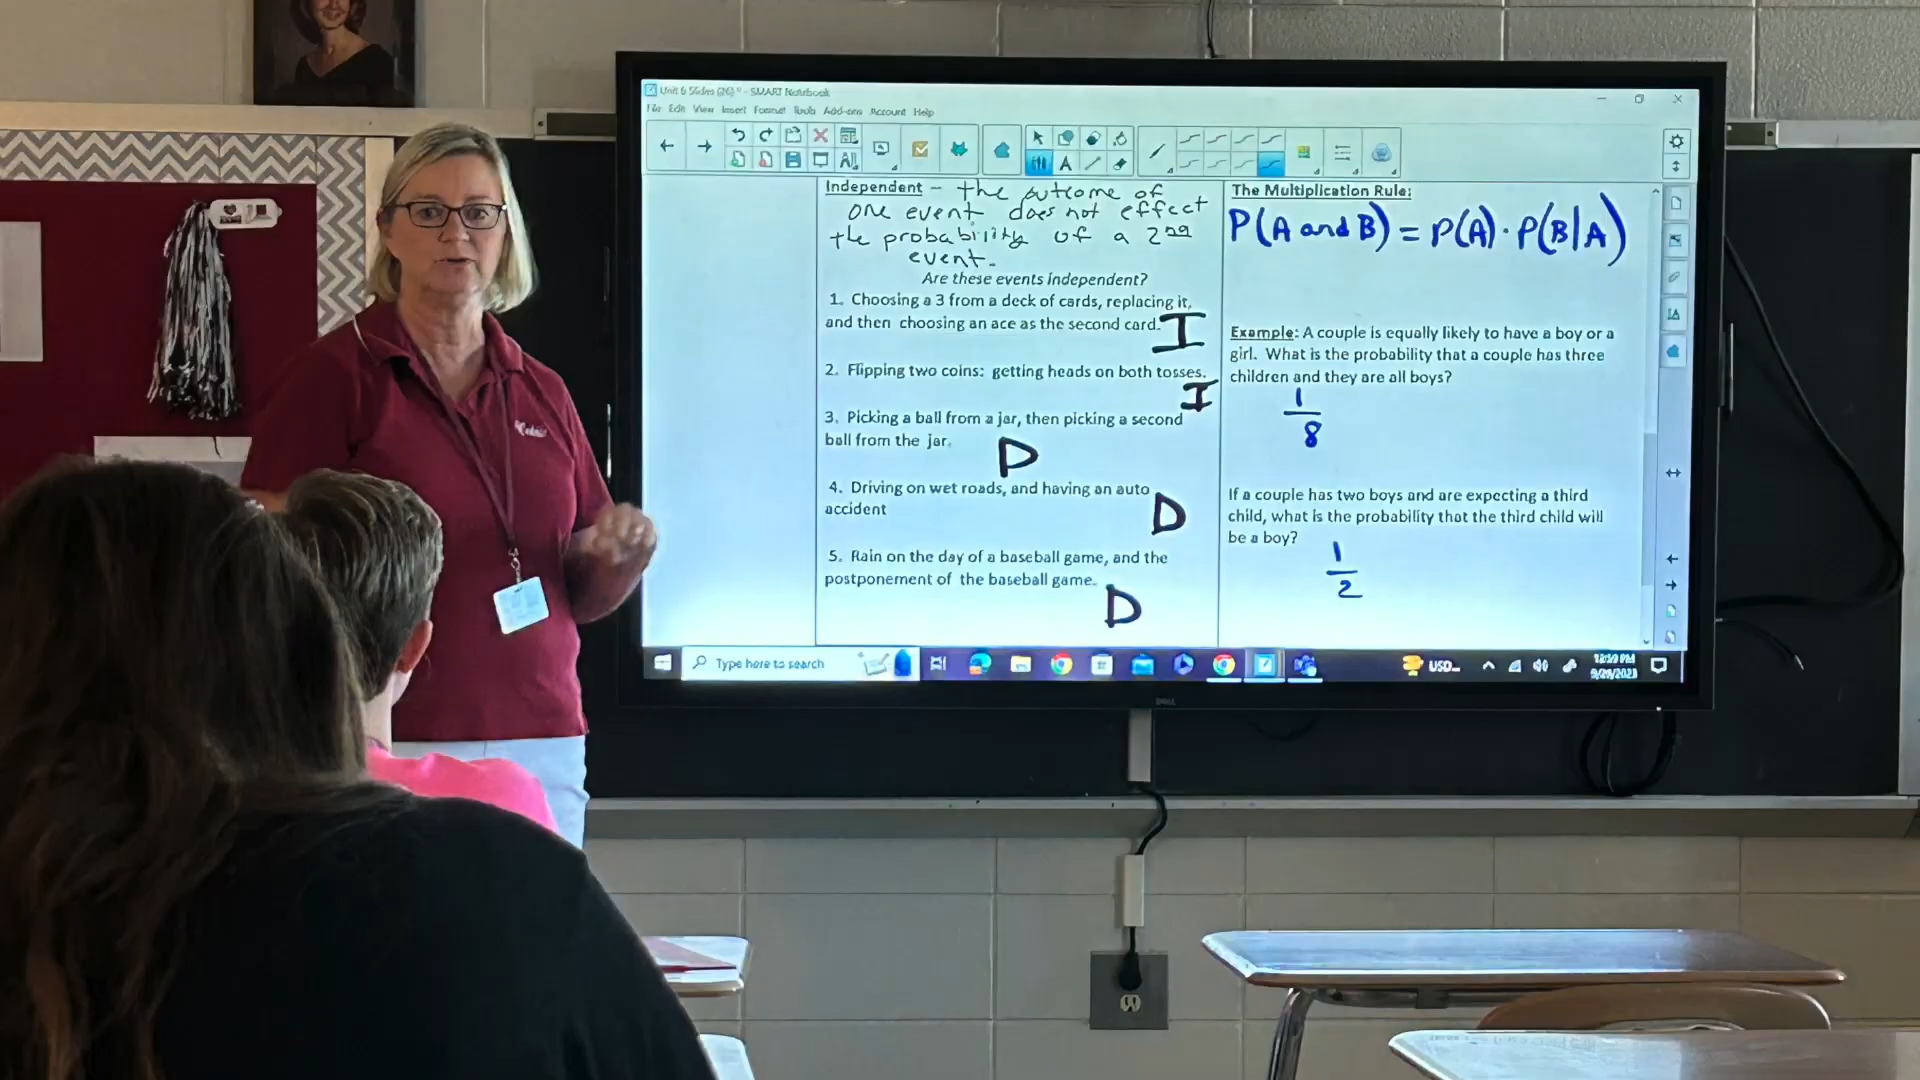 Unit 6 Slides
- SMART Notebook
File Edit View Insert Format Tools Add-ons Account Help
Independent - the outcome of
one event does not effect
the probability of a 2nd
event.
Are these events independent?
1. Choosing a 3 from a deck of cards, replacing it,
and then choosing an ace as the second card. I
2. Flipping two coins: getting heads on both tosses.
I
3. Picking a ball from a jar, then picking a second
ball from the jar.
D
4. Driving on wet roads, and having an auto
accident
D
5. Rain on the day of a baseball game, and the
postponement of the baseball game.
D
The Multiplication Rule:
P(A and B) = P(A) · P(B|A)
Example: A couple is equally likely to have a boy or a
girl. What is the probability that a couple has three
children and they are all boys?
1
8
If a couple has two boys and are expecting a third
child, what is the probability that the third child will
be a boy?
1
2
Type here to search
USD...
DELL